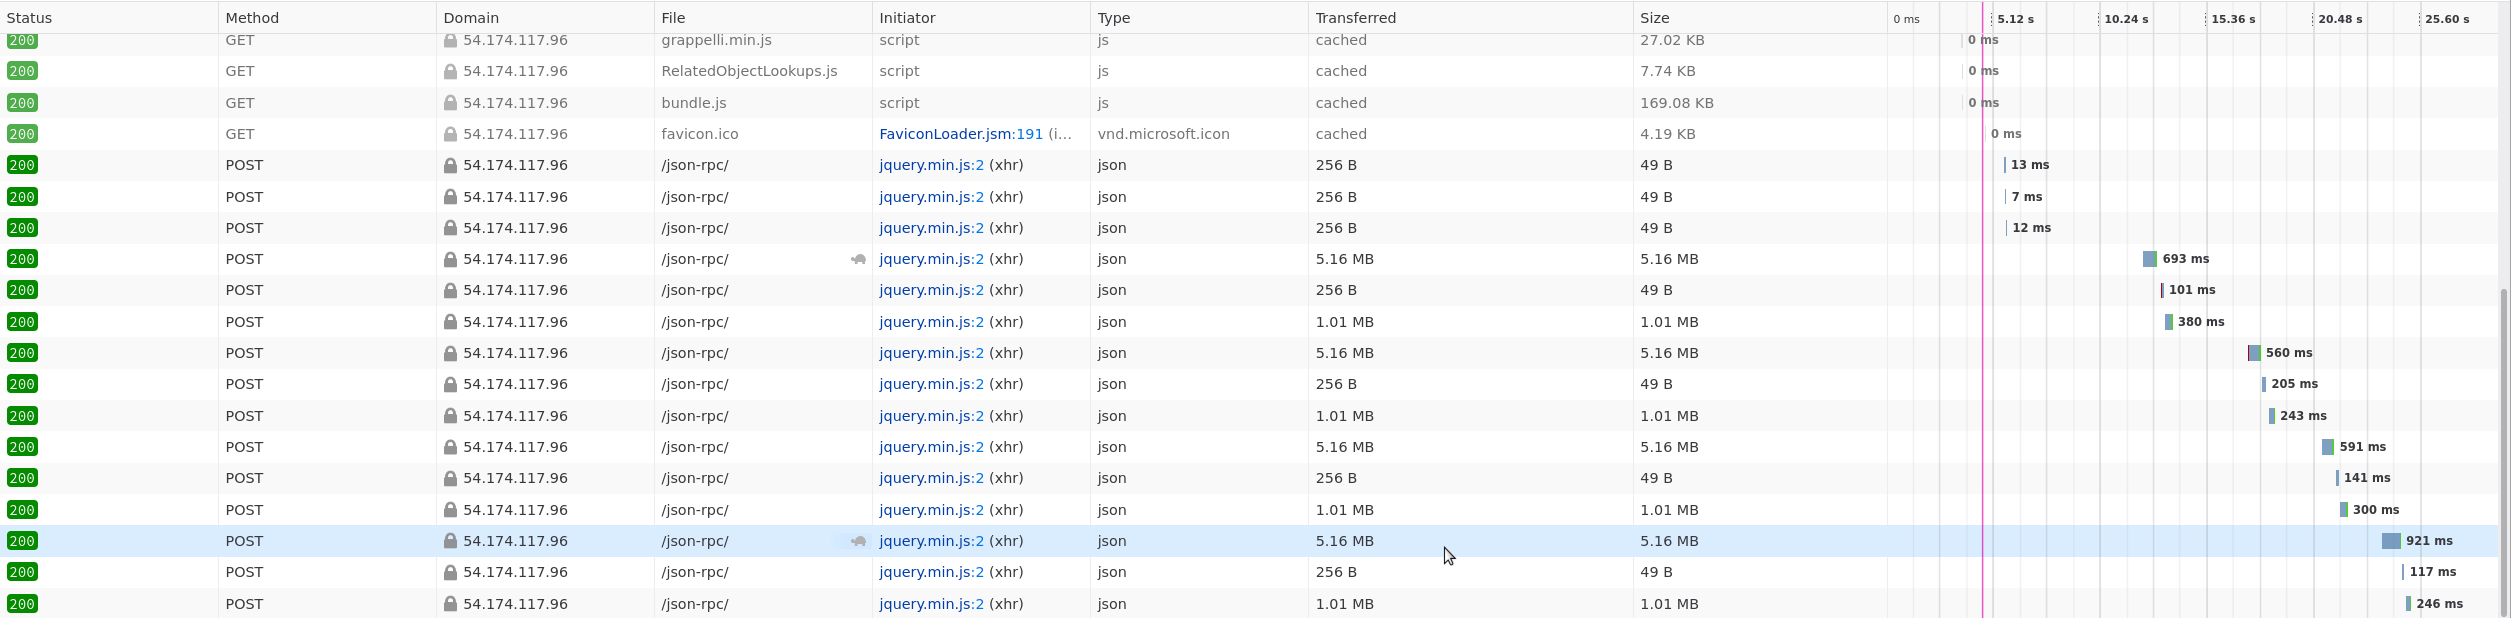 Status Method Domain File Initiator Type Transferred Size 0 ms 5.12 s 10.24 s 15.36 s 20.48 s 25.60 s
200 GET 54.174.117.96 grappelli.min.js script js cached 27.02 KB 0 ms
200 GET 54.174.117.96 RelatedObjectLookups.js script js cached 7.74 KB 0 ms
200 GET 54.174.117.96 bundle.js script js cached 169.08 KB 0 ms
200 GET 54.174.117.96 favicon.ico FaviconLoader.jsm:191 (i… vnd.microsoft.icon cached 4.19 KB 0 ms
200 POST 54.174.117.96 /json-rpc/ jquery.min.js:2 (xhr) json 256 B 49 B 13 ms
200 POST 54.174.117.96 /json-rpc/ jquery.min.js:2 (xhr) json 256 B 49 B 7 ms
200 POST 54.174.117.96 /json-rpc/ jquery.min.js:2 (xhr) json 256 B 49 B 12 ms
200 POST 54.174.117.96 /json-rpc/ jquery.min.js:2 (xhr) json 5.16 MB 5.16 MB 693 ms
200 POST 54.174.117.96 /json-rpc/ jquery.min.js:2 (xhr) json 256 B 49 B 101 ms
200 POST 54.174.117.96 /json-rpc/ jquery.min.js:2 (xhr) json 1.01 MB 1.01 MB 380 ms
200 POST 54.174.117.96 /json-rpc/ jquery.min.js:2 (xhr) json 5.16 MB 5.16 MB 560 ms
200 POST 54.174.117.96 /json-rpc/ jquery.min.js:2 (xhr) json 256 B 49 B 205 ms
200 POST 54.174.117.96 /json-rpc/ jquery.min.js:2 (xhr) json 1.01 MB 1.01 MB 243 ms
200 POST 54.174.117.96 /json-rpc/ jquery.min.js:2 (xhr) json 5.16 MB 5.16 MB 591 ms
200 POST 54.174.117.96 /json-rpc/ jquery.min.js:2 (xhr) json 256 B 49 B 141 ms
200 POST 54.174.117.96 /json-rpc/ jquery.min.js:2 (xhr) json 1.01 MB 1.01 MB 300 ms
200 POST 54.174.117.96 /json-rpc/ jquery.min.js:2 (xhr) json 5.16 MB 5.16 MB 921 ms
200 POST 54.174.117.96 /json-rpc/ jquery.min.js:2 (xhr) json 256 B 49 B 117 ms
200 POST 54.174.117.96 /json-rpc/ jquery.min.js:2 (xhr) json 1.01 MB 1.01 MB 246 ms